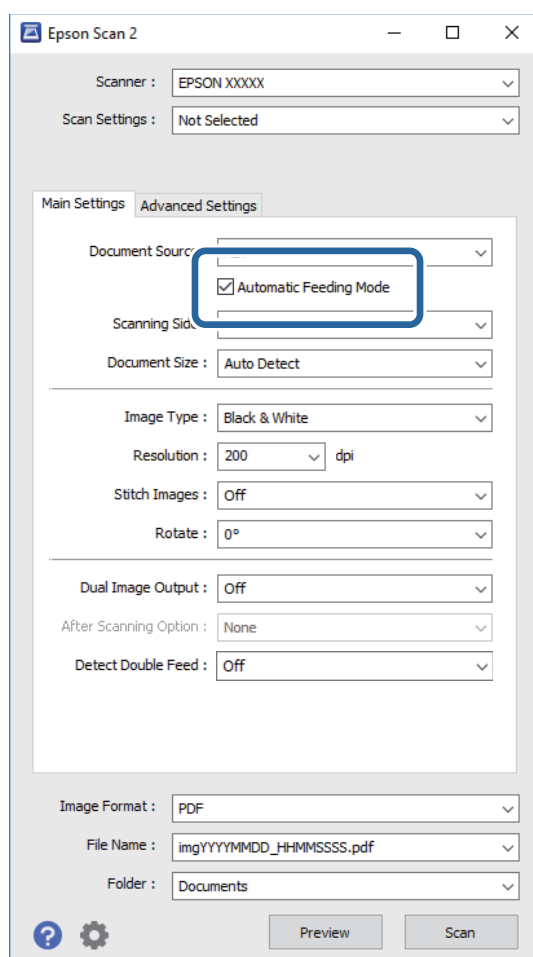 Epson Scan 2
Scanner : EPSON XXXXX
Scan Settings : Not Selected
Main Settings Advanced Settings
Document
Automatic Feeding Mode
Scanning
Document Size : Auto Detect
Image Type : Black & White
Resolution : 200 dpi
Stitch Images : Off
Rotate : 0°
Dual Image Output : Off
After Scanning Option : None
Detect Double Feed : Off
Image Format : PDF
File Name : imgYYYYMMDD_HHMMSSSS.pdf
Folder : Documents
? Preview Scan